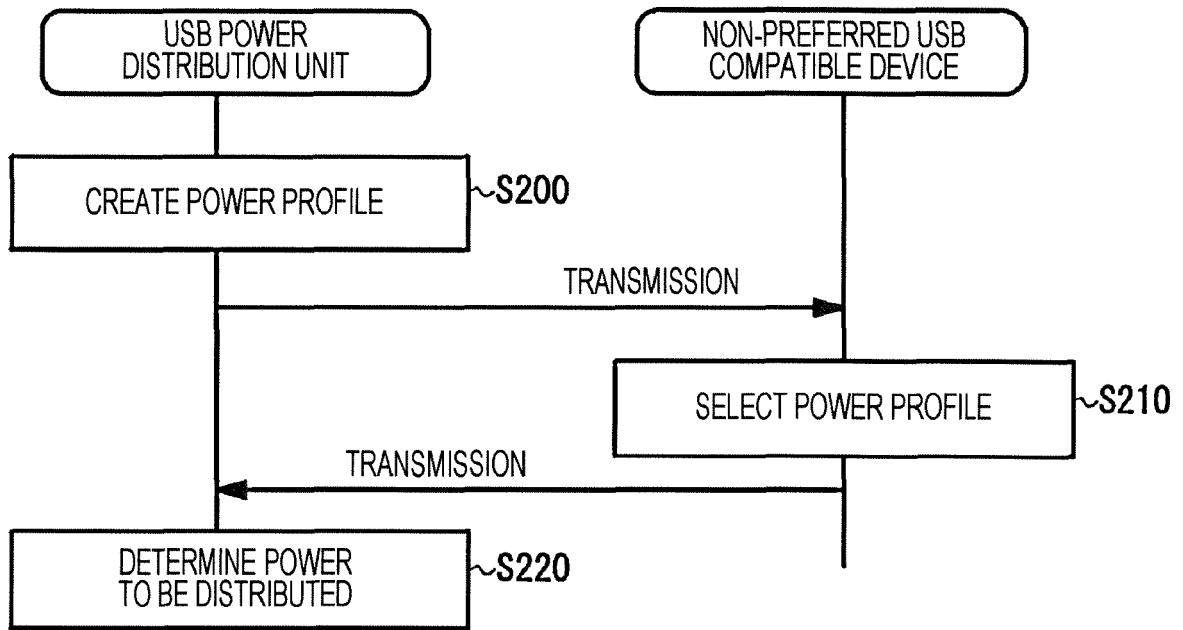 USB POWER
DISTRIBUTION UNIT
NON-PREFERRED USB
COMPATIBLE DEVICE
CREATE POWER PROFILE
~S200
TRANSMISSION
SELECT POWER PROFILE
~S210
TRANSMISSION
DETERMINE POWER
TO BE DISTRIBUTED
~S220